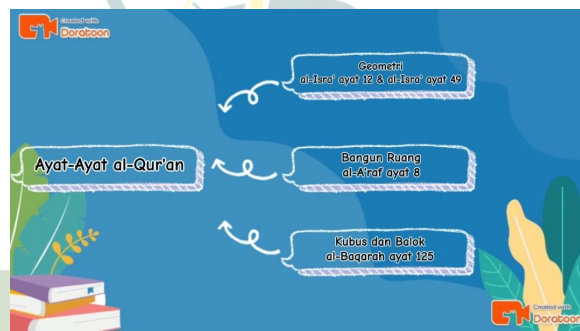 Created with
Doratoon
Geometri
al-Isra' ayat 12 & al-Isra' ayat 49
Ayat-Ayat al-Qur'an
Bangun Ruang
al-A'raf ayat 8
Kubus dan Balok
al-Baqarah ayat 125
Created with
Doratoon